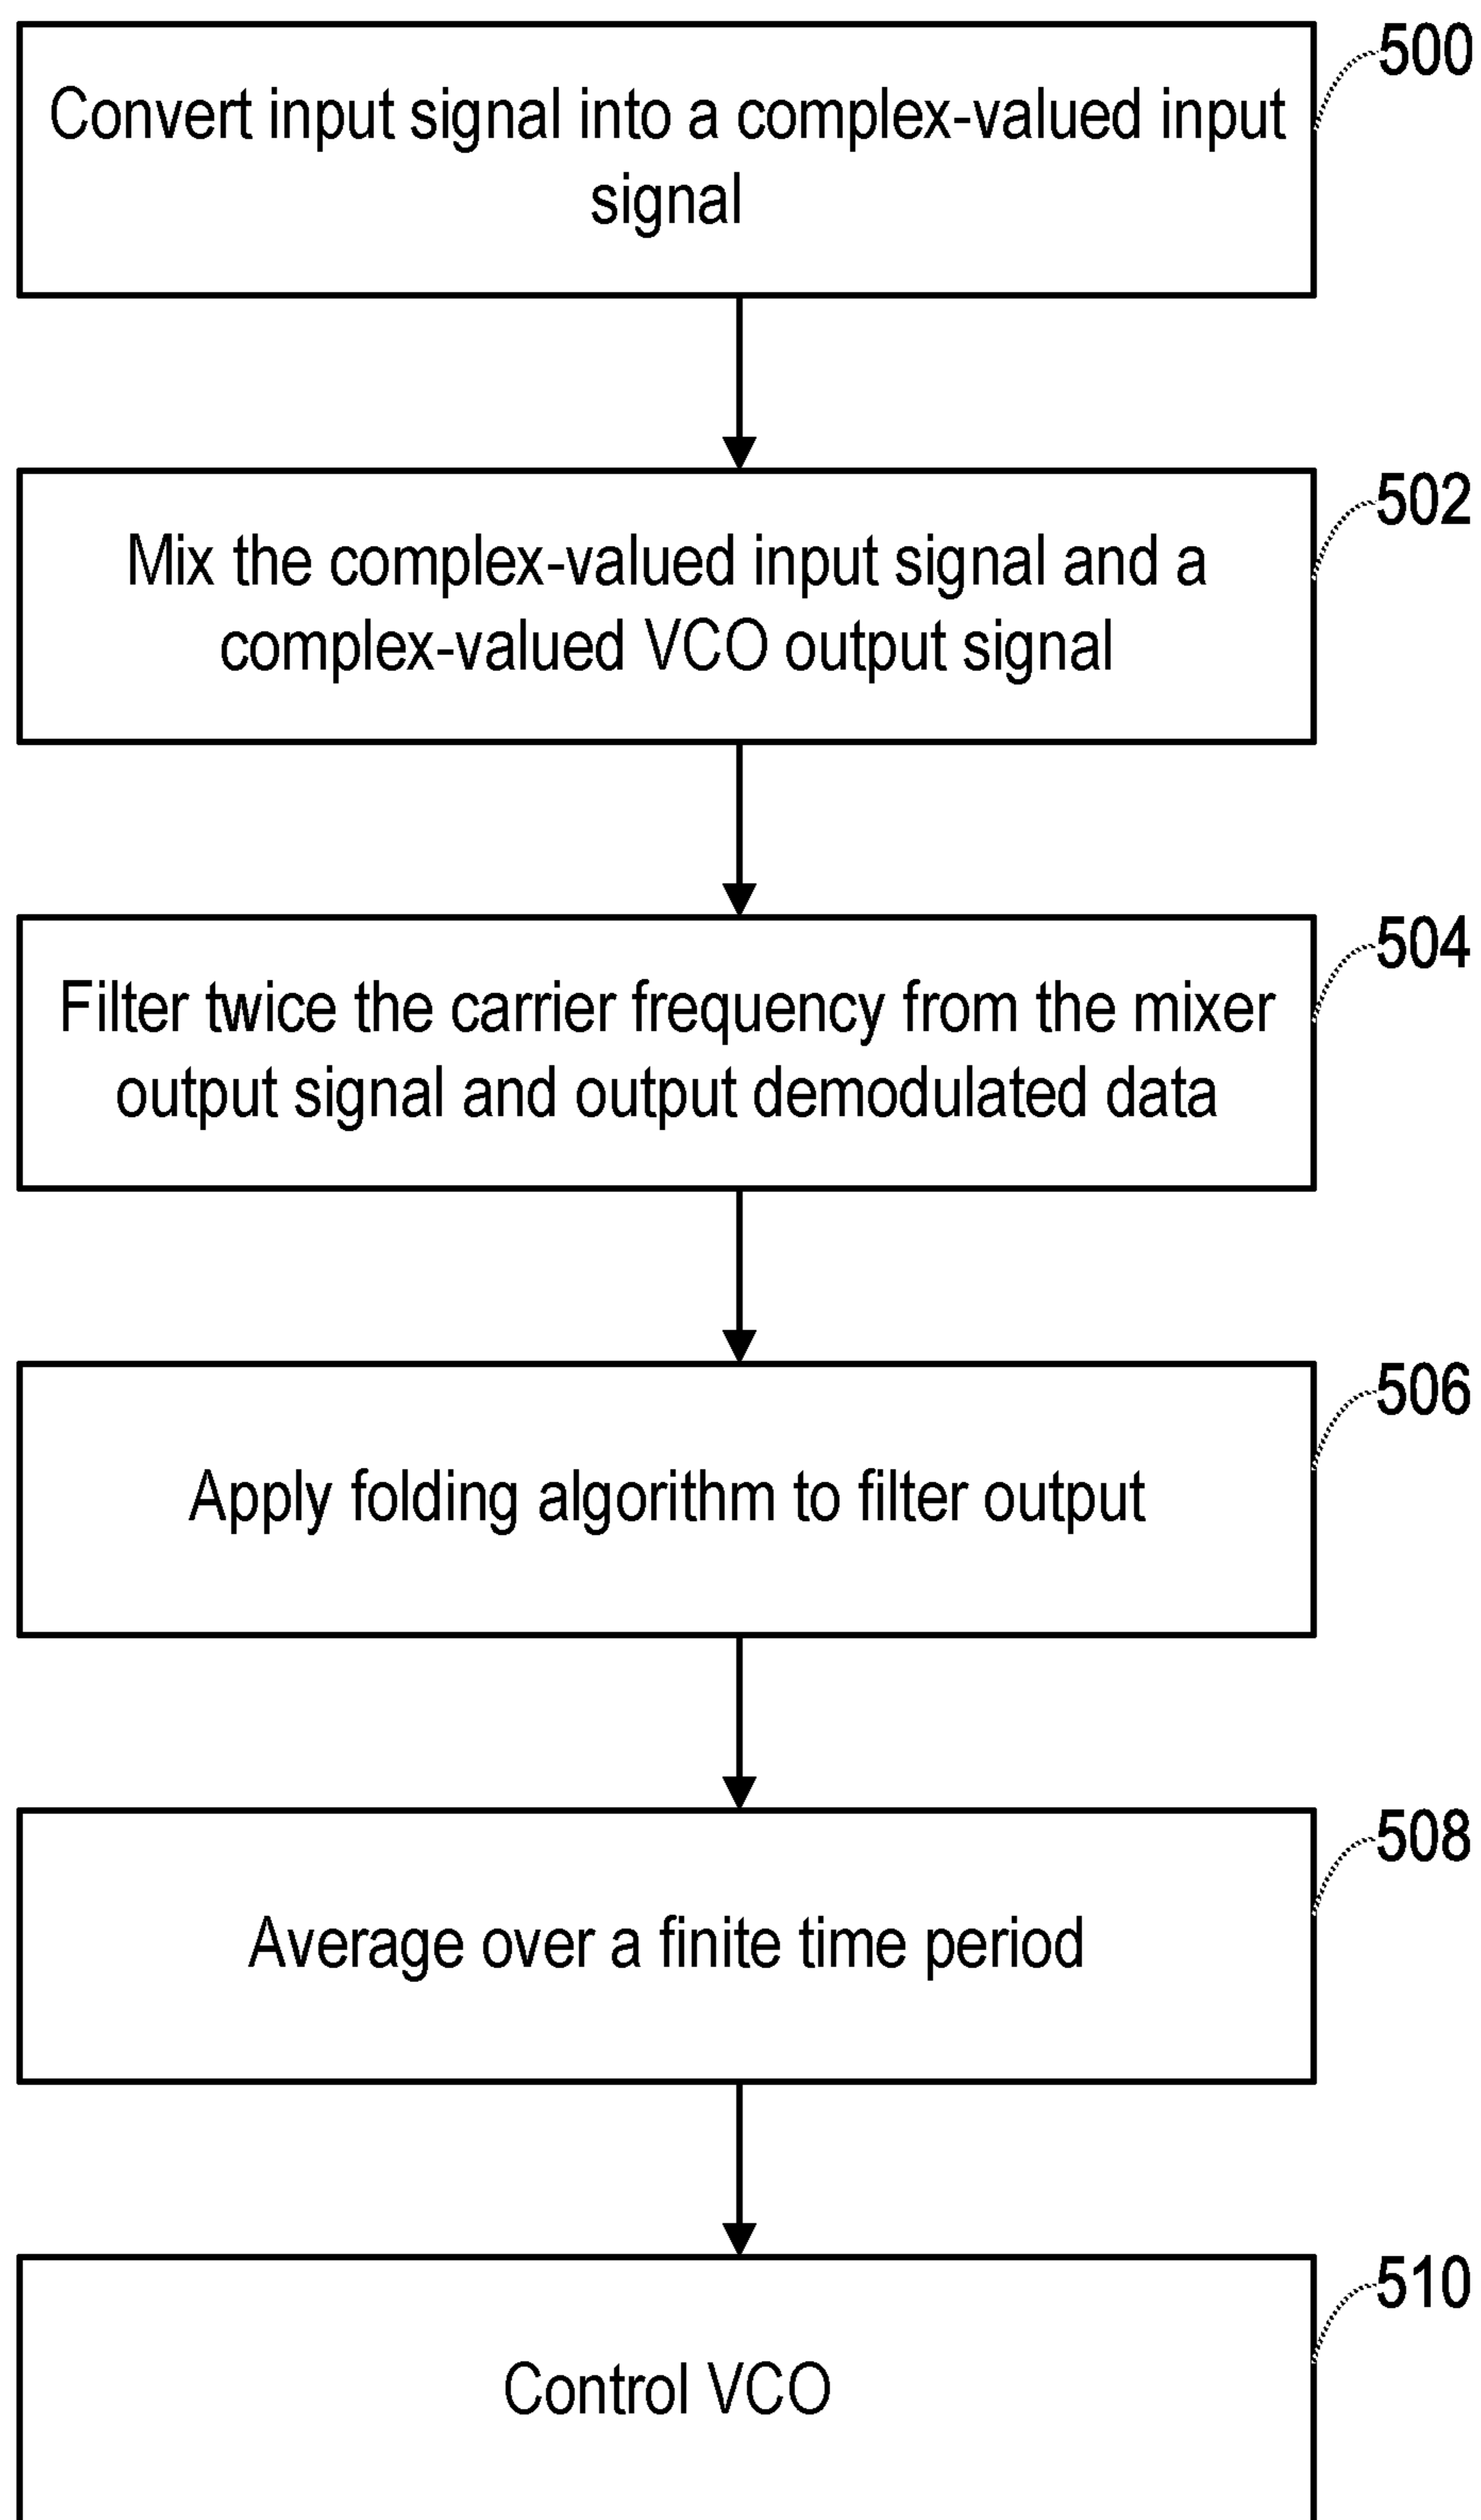 500
Convert input signal into a complex-valued input
signal
502
Mix the complex-valued input signal and a
complex-valued VCO output signal
504
Filter twice the carrier frequency from the mixer
output signal and output demodulated data
506
Apply folding algorithm to filter output
508
Average over a finite time period
510
Control VCO